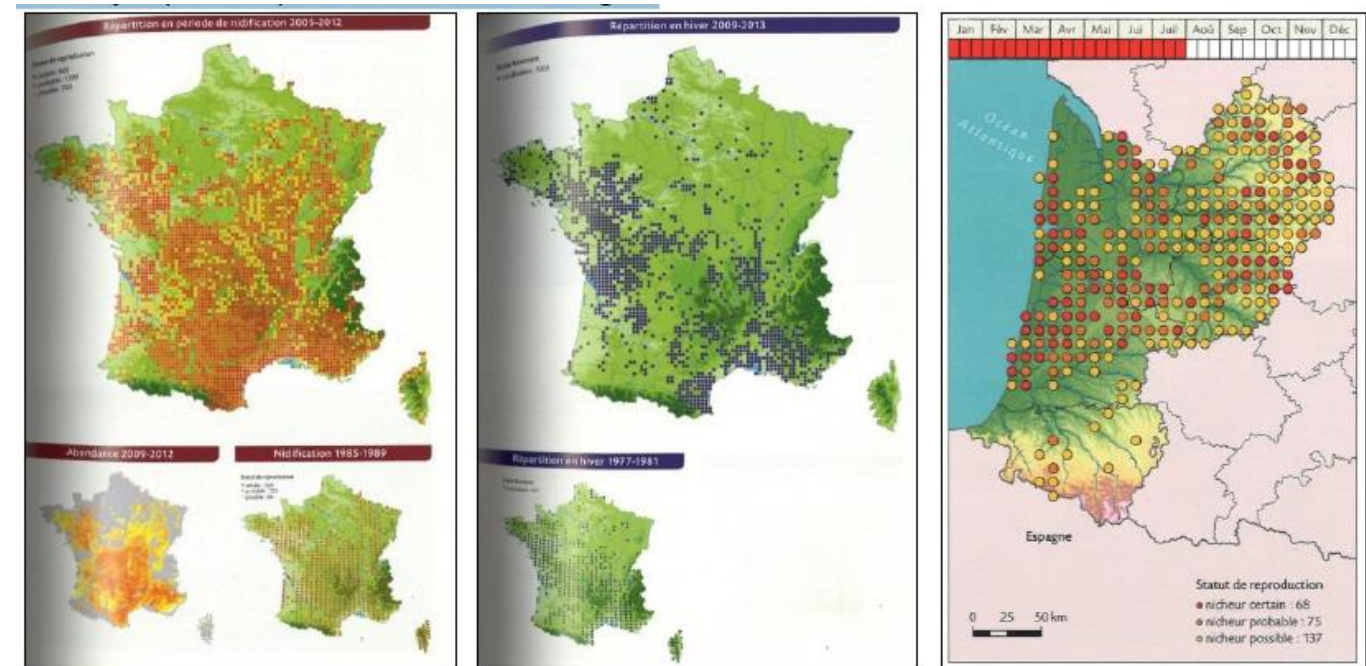 Répartition en période de nidification 2005-2012
Abondance 2009-2012
Nidification 1985-1989
Répartition en hiver 2009-2013
Répartition en hiver 1977-1981
Jan Fév Mar Avr Mai Jui Juil Aoû Sep Oct Nov Déc
Océan
Atlantique
Espagne
Statut de reproduction
nicheur certain : 68
nicheur probable : 75
nicheur possible : 137
0 25 50 km